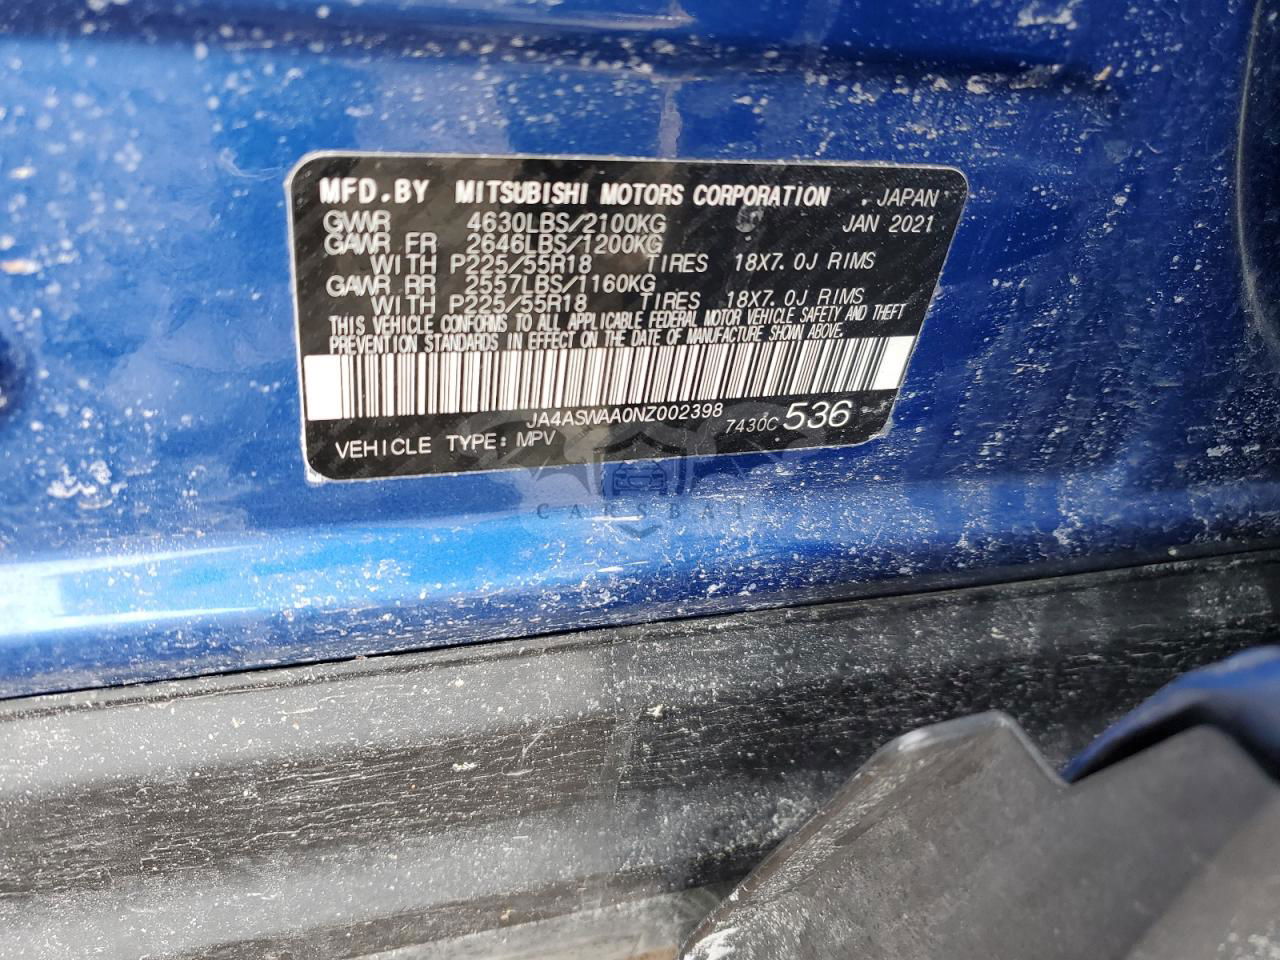 MFD.BY MITSUBISHI MOTORS CORPORATION . JAPAN
GVWR 4630LBS/2100KG JAN 2021
GAWR FR 2646LBS/1200KG
WITH P225/55R18 TIRES 18X7.0J RIMS
GAWR RR 2557LBS/1160KG
WITH P225/55R18 TIRES 18X7.0J RIMS
THIS VEHICLE CONFORMS TO ALL APPLICABLE FEDERAL MOTOR VEHICLE SAFETY AND THEFT
PREVENTION STANDARDS IN EFFECT ON THE DATE OF MANUFACTURE SHOWN ABOVE.
JA4ASWAA0NZ002398
7430C 536
VEHICLE TYPE: MPV
CARSBAT